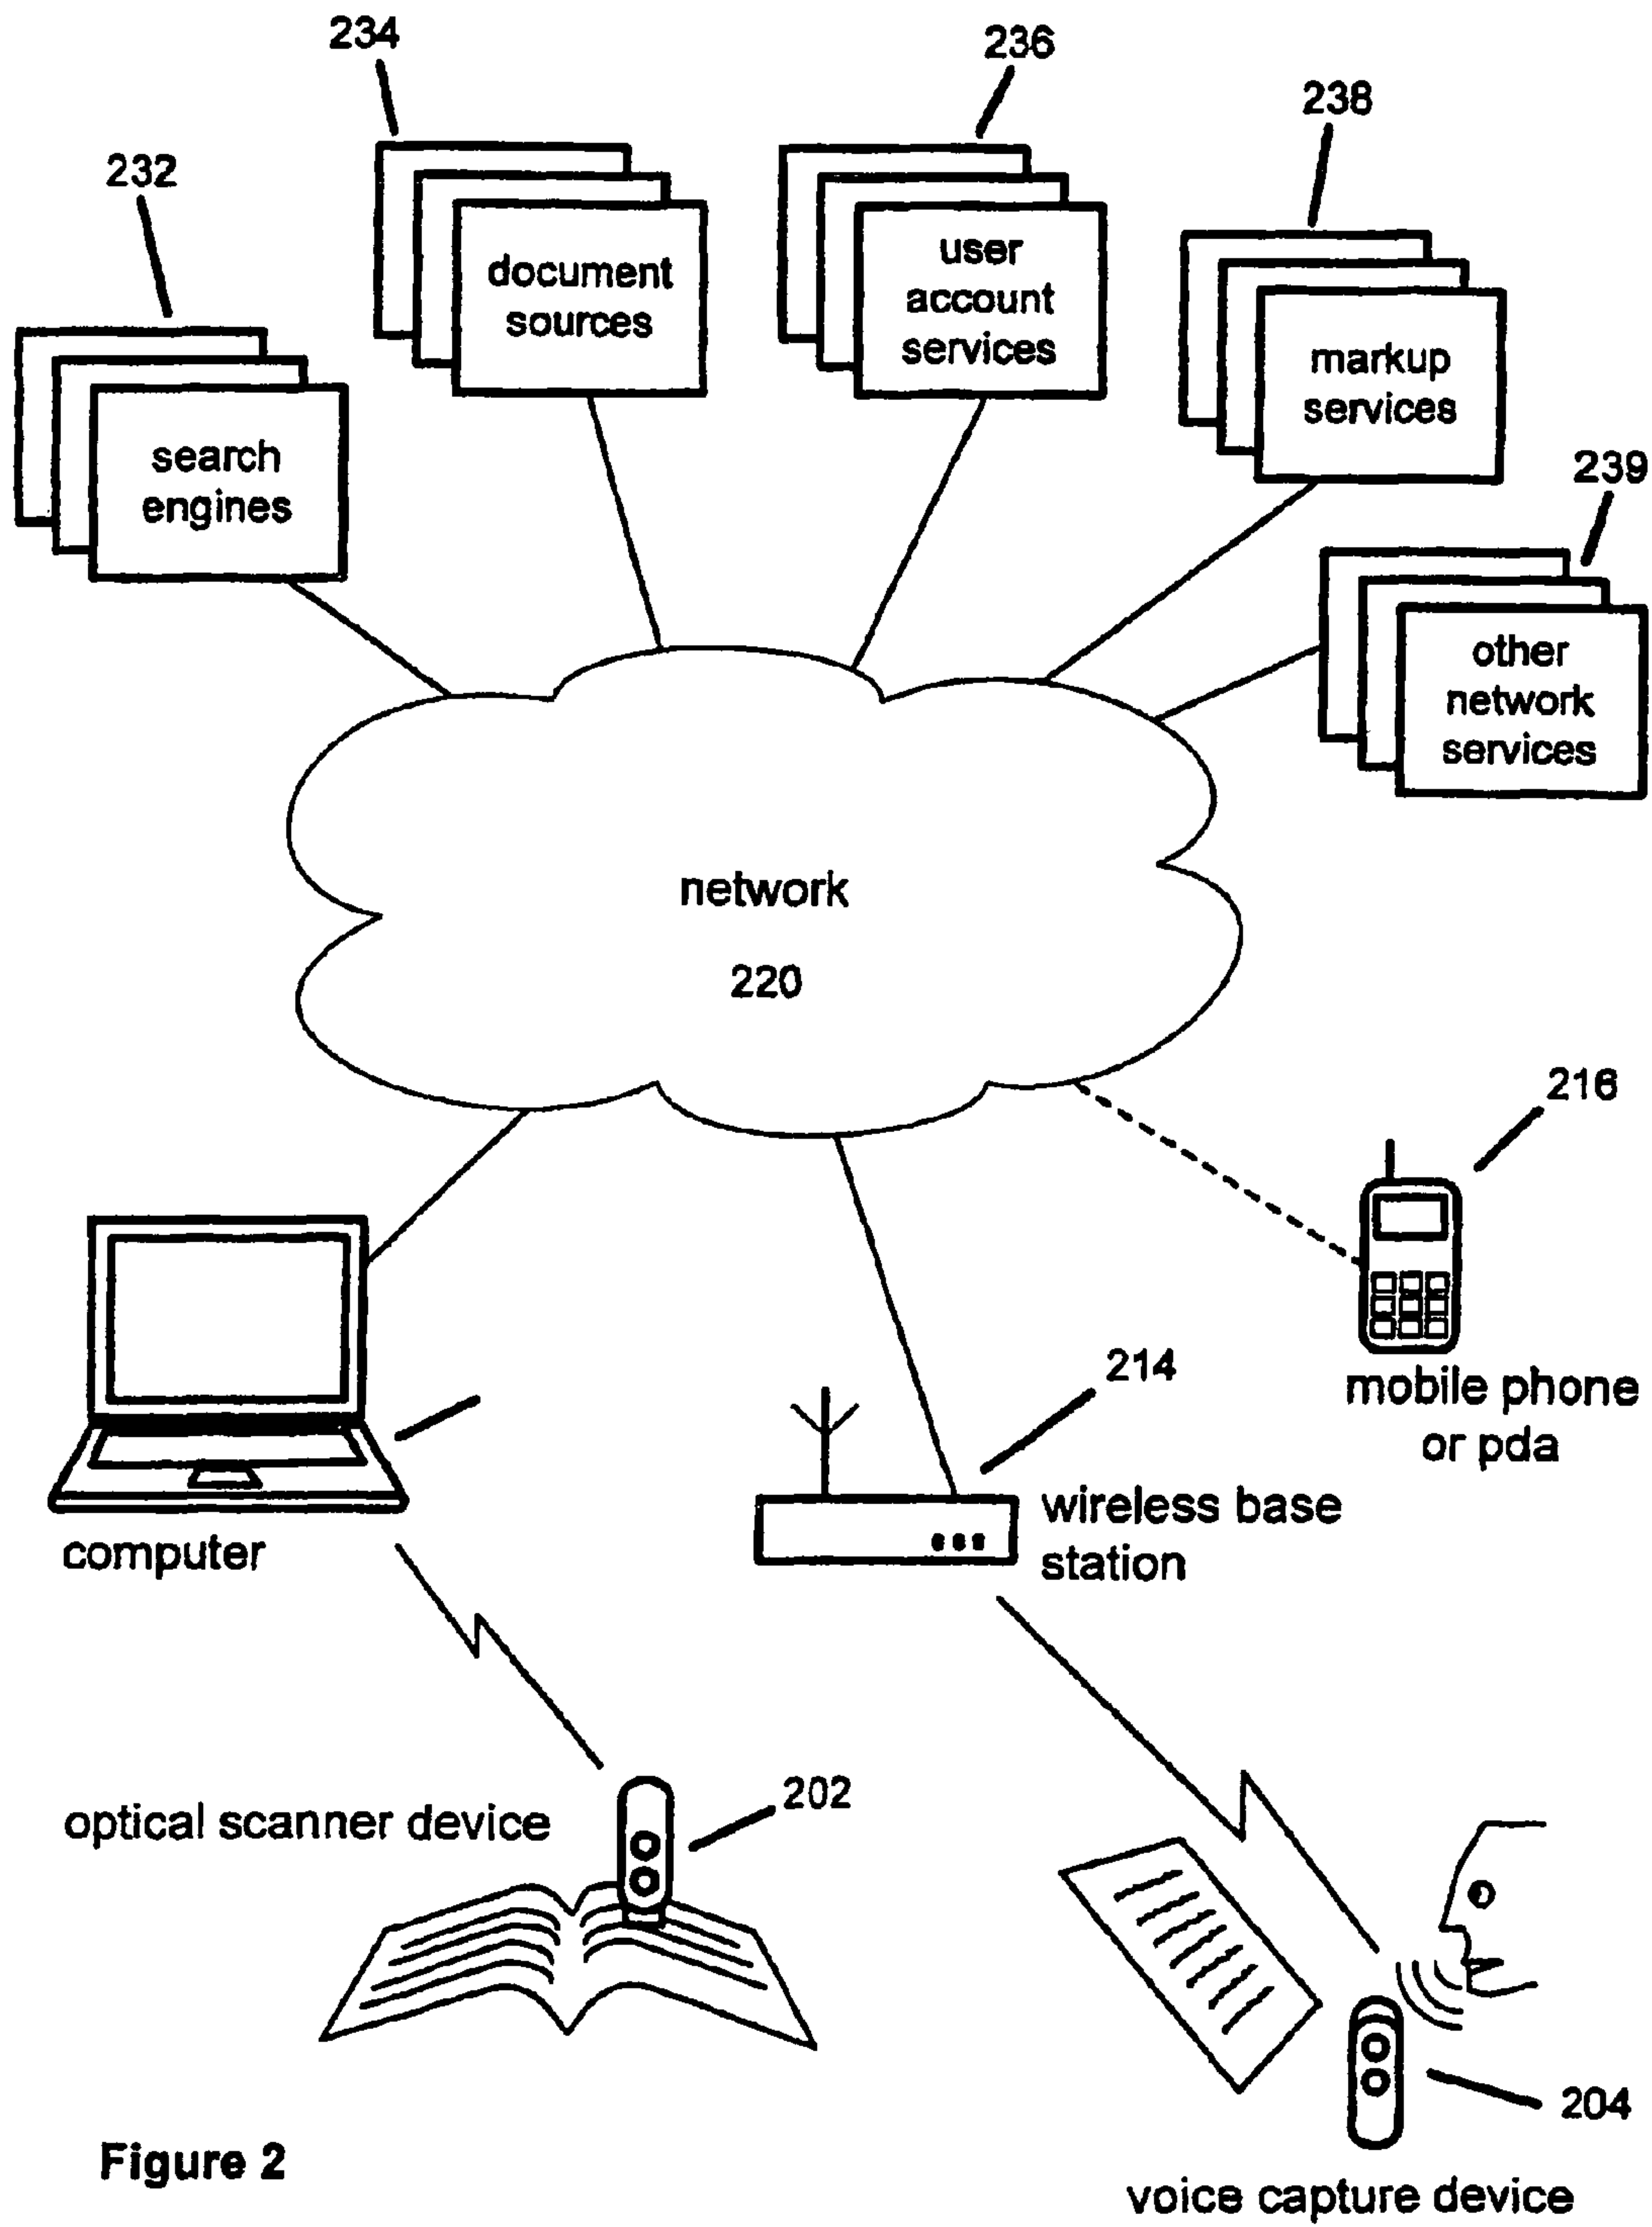 234
236
238
232
document
sources
user
account
services
markup
services
search
engines
239
other
network
services
network
220
216
mobile phone
or pda
214
wireless base
station
computer
optical scanner device
202
204
Figure 2
voice capture device